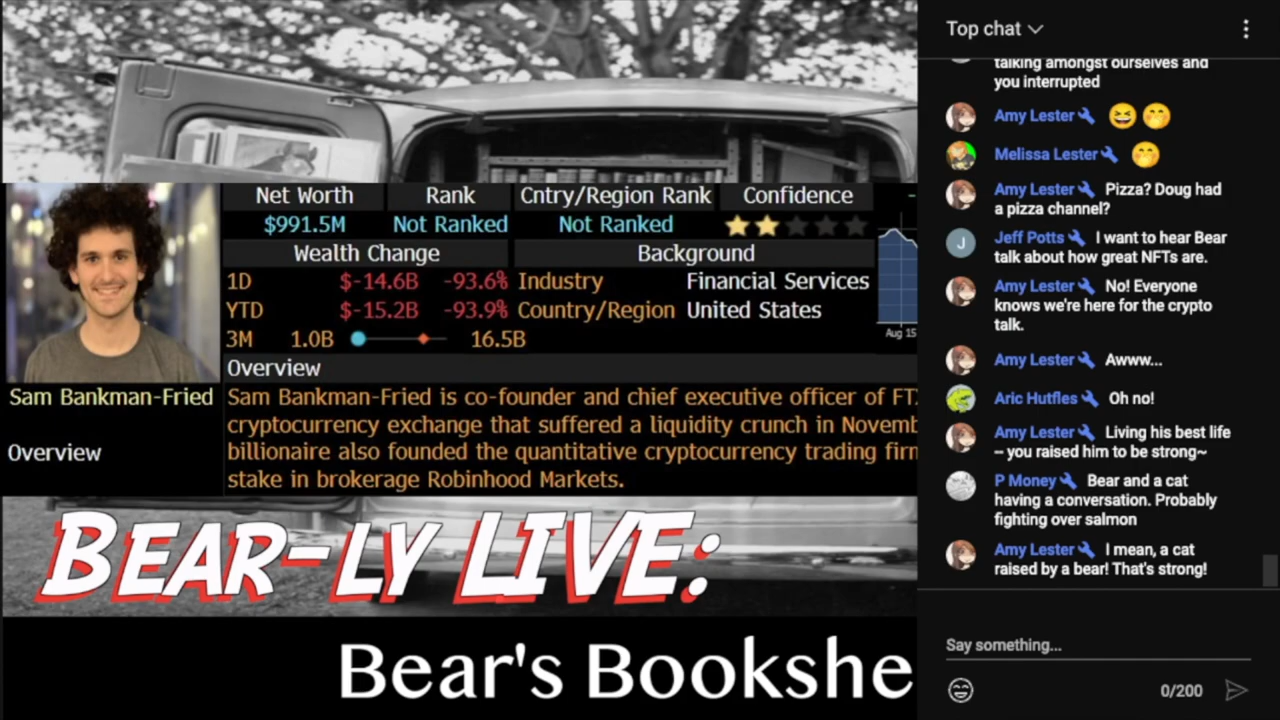 Net Worth Rank Cntry/Region Rank Confidence
$991.5M Not Ranked Not Ranked
Wealth Change Background
1D $-14.6B -93.6% Industry Financial Services
YTD $-15.2B -93.9% Country/Region United States
3M 1.0B 16.5B
Aug 15
Overview
Sam Bankman-Fried
Overview
Sam Bankman-Fried is co-founder and chief executive officer of FT
cryptocurrency exchange that suffered a liquidity crunch in Novemb
billionaire also founded the quantitative cryptocurrency trading firm
stake in brokerage Robinhood Markets.
BEAR-LY LIVE:
Bear's Bookshe
Top chat
talking amongst ourselves and
you interrupted
Amy Lester
Melissa Lester
Amy Lester Pizza? Doug had
a pizza channel?
J
Jeff Potts I want to hear Bear
talk about how great NFTs are.
Amy Lester No! Everyone
knows we're here for the crypto
talk.
Amy Lester Awww...
Aric Hutfles Oh no!
Amy Lester Living his best life
-- you raised him to be strong~
P Money Bear and a cat
having a conversation. Probably
fighting over salmon
Amy Lester I mean, a cat
raised by a bear! That's strong!
Say something...
0/200